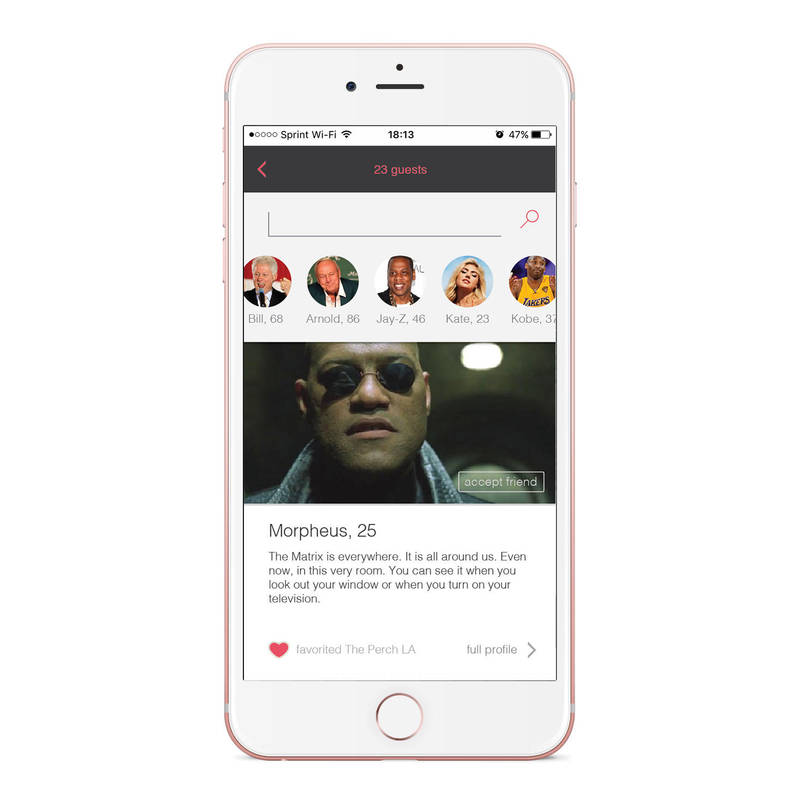 Sprint Wi-Fi 18:13 47%
23 guests
AL
Bill, 68 Arnold, 86 Jay-Z, 46 Kate, 23 Kobe, 37
LAKERS
accept friend
Morpheus, 25
The Matrix is everywhere. It is all around us. Even
now, in this very room. You can see it when you
look out your window or when you turn on your
television.
favorited The Perch LA full profile